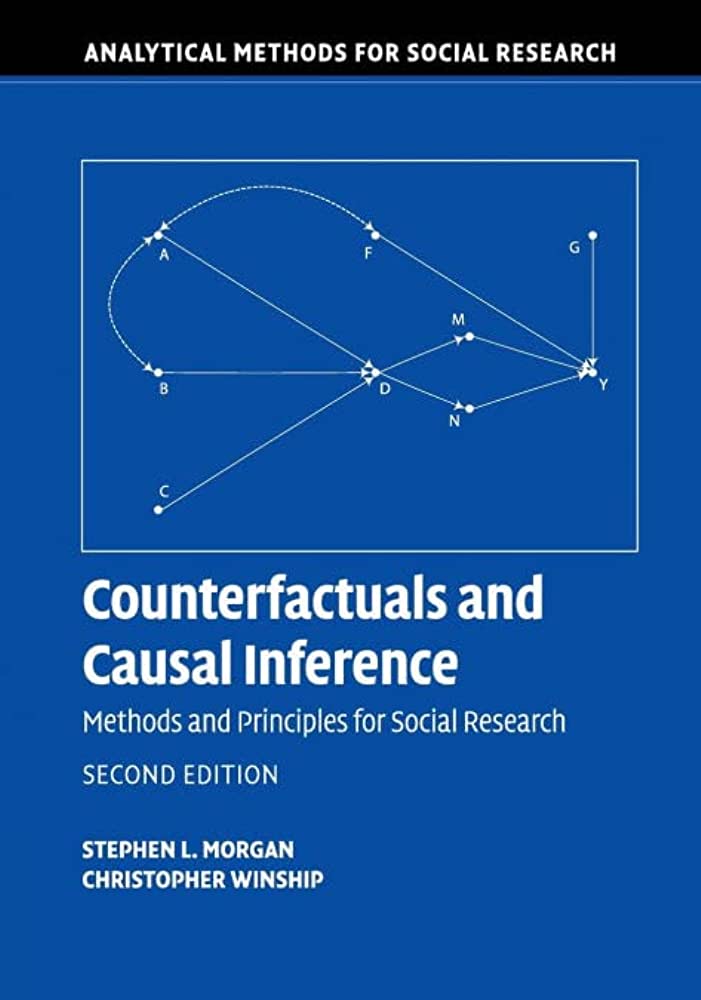 ANALYTICAL METHODS FOR SOCIAL RESEARCH
A
F
G
M
B
D
Y
N
C
Counterfactuals and
Causal Inference
Methods and Principles for Social Research
SECOND EDITION
STEPHEN L. MORGAN
CHRISTOPHER WINSHIP